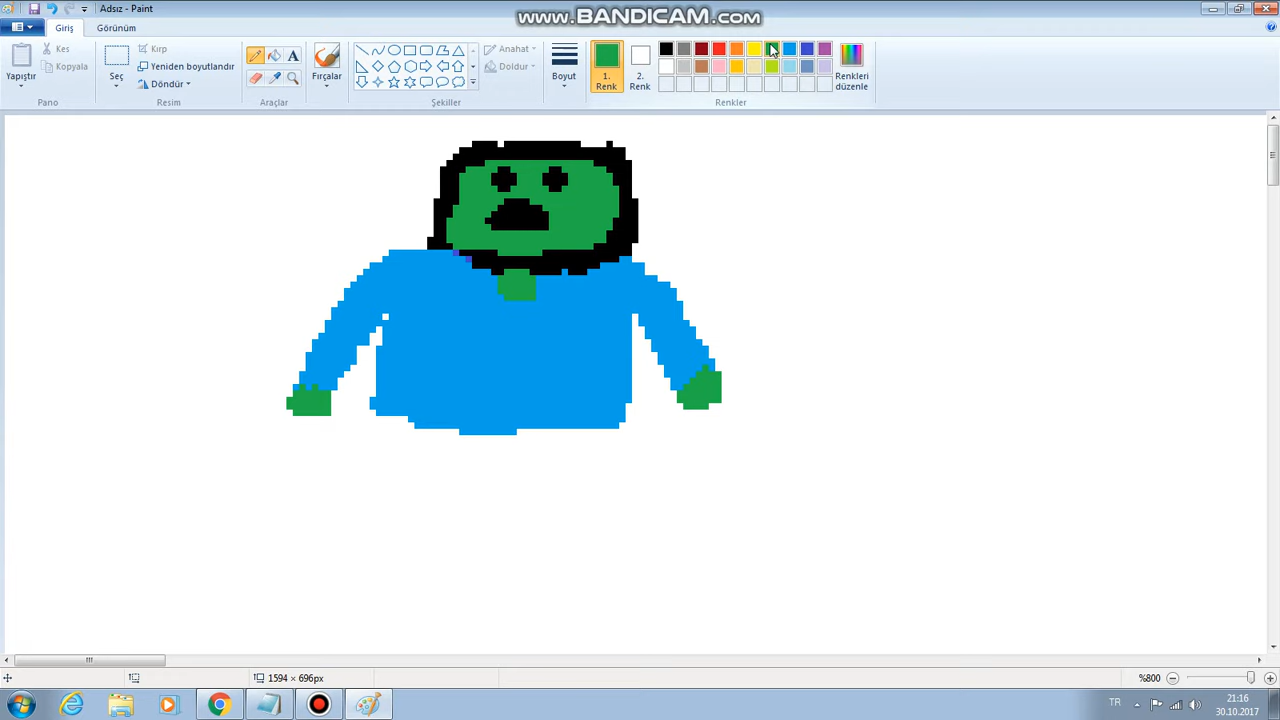 Adsız - Paint
www.BANDICAM.com
Giriş
Görünüm
Yapıştır
Kes
Kopyala
Pano
Seç
Kırp
Yeniden boyutlandır
Döndür
Resim
Araçlar
Fırçalar
Anahat
Doldur
Şekiller
Boyut
1.
Renk
2.
Renk
Renkler
Renkleri
düzenle
1594 × 696px
%800
TR
21:16
30.10.2017